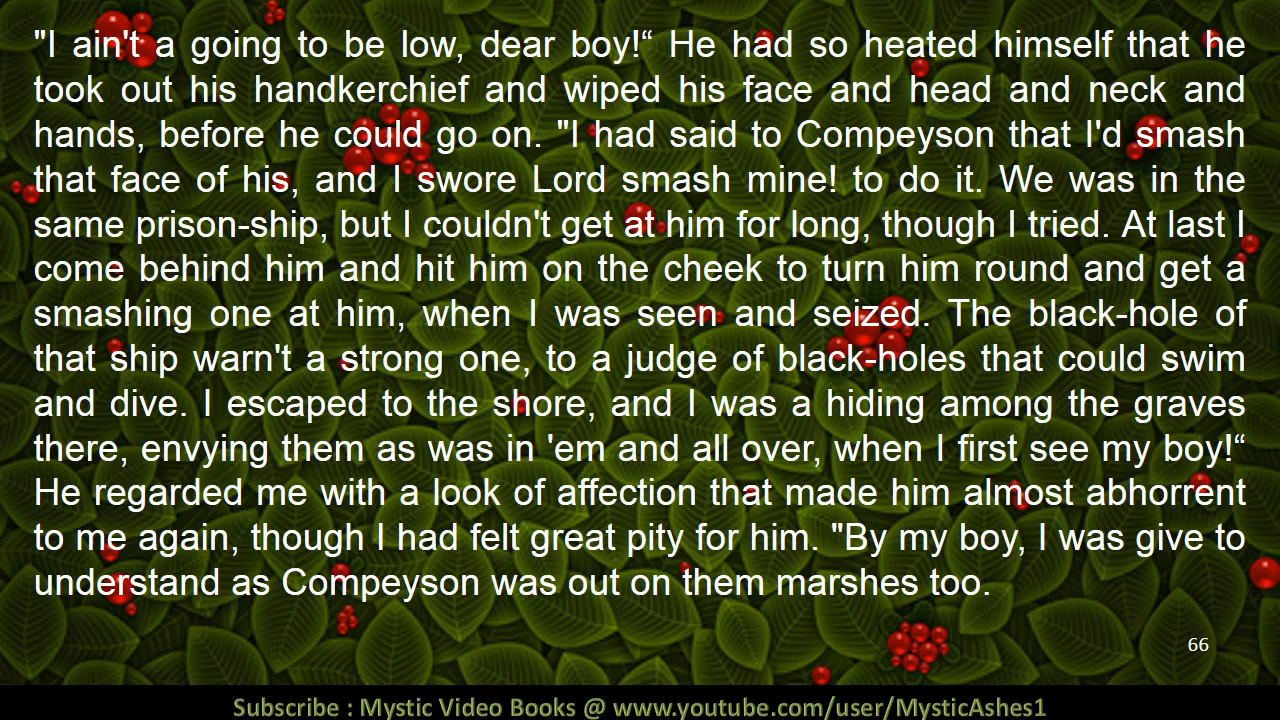 "I ain't a going to be low, dear boy!“ He had so heated himself that he
took out his handkerchief and wiped his face and head and neck and
hands, before he could go on. "I had said to Compeyson that I'd smash
that face of his, and I swore Lord smash mine! to do it. We was in the
same prison-ship, but I couldn't get at him for long, though I tried. At last I
come behind him and hit him on the cheek to turn him round and get a
smashing one at him, when I was seen and seized. The black-hole of
that ship warn't a strong one, to a judge of black-holes that could swim
and dive. I escaped to the shore, and I was a hiding among the graves
there, envying them as was in 'em and all over, when I first see my boy!“
He regarded me with a look of affection that made him almost abhorrent
to me again, though I had felt great pity for him. "By my boy, I was give to
understand as Compeyson was out on them marshes too.
66
Subscribe : Mystic Video Books @ www.youtube.com/user/MysticAshes1